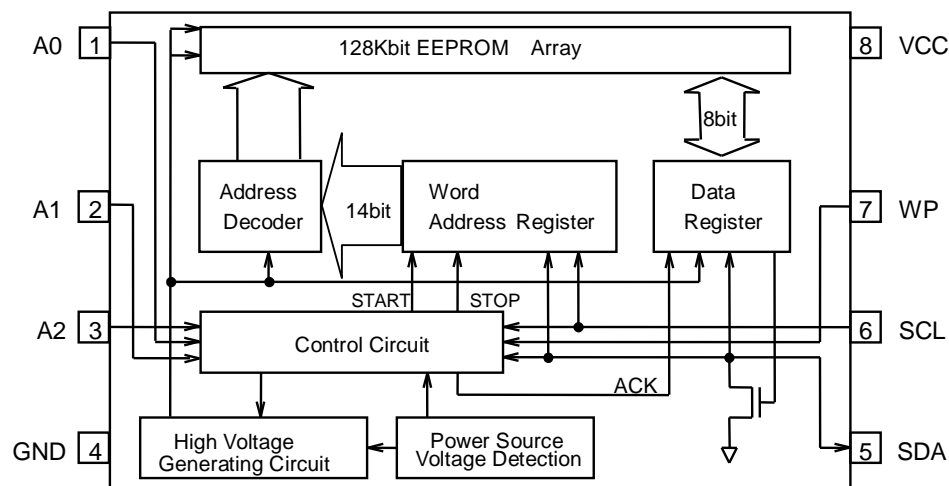 A0
1
128Kbit EEPROM Array
8
VCC
8bit
A1
2
Address
Decoder
14bit
Word
Address Register
Data
Register
7
WP
START
STOP
A2
3
Control Circuit
6
SCL
ACK
GND
4
High Voltage
Generating Circuit
Power Source
Voltage Detection
5
SDA